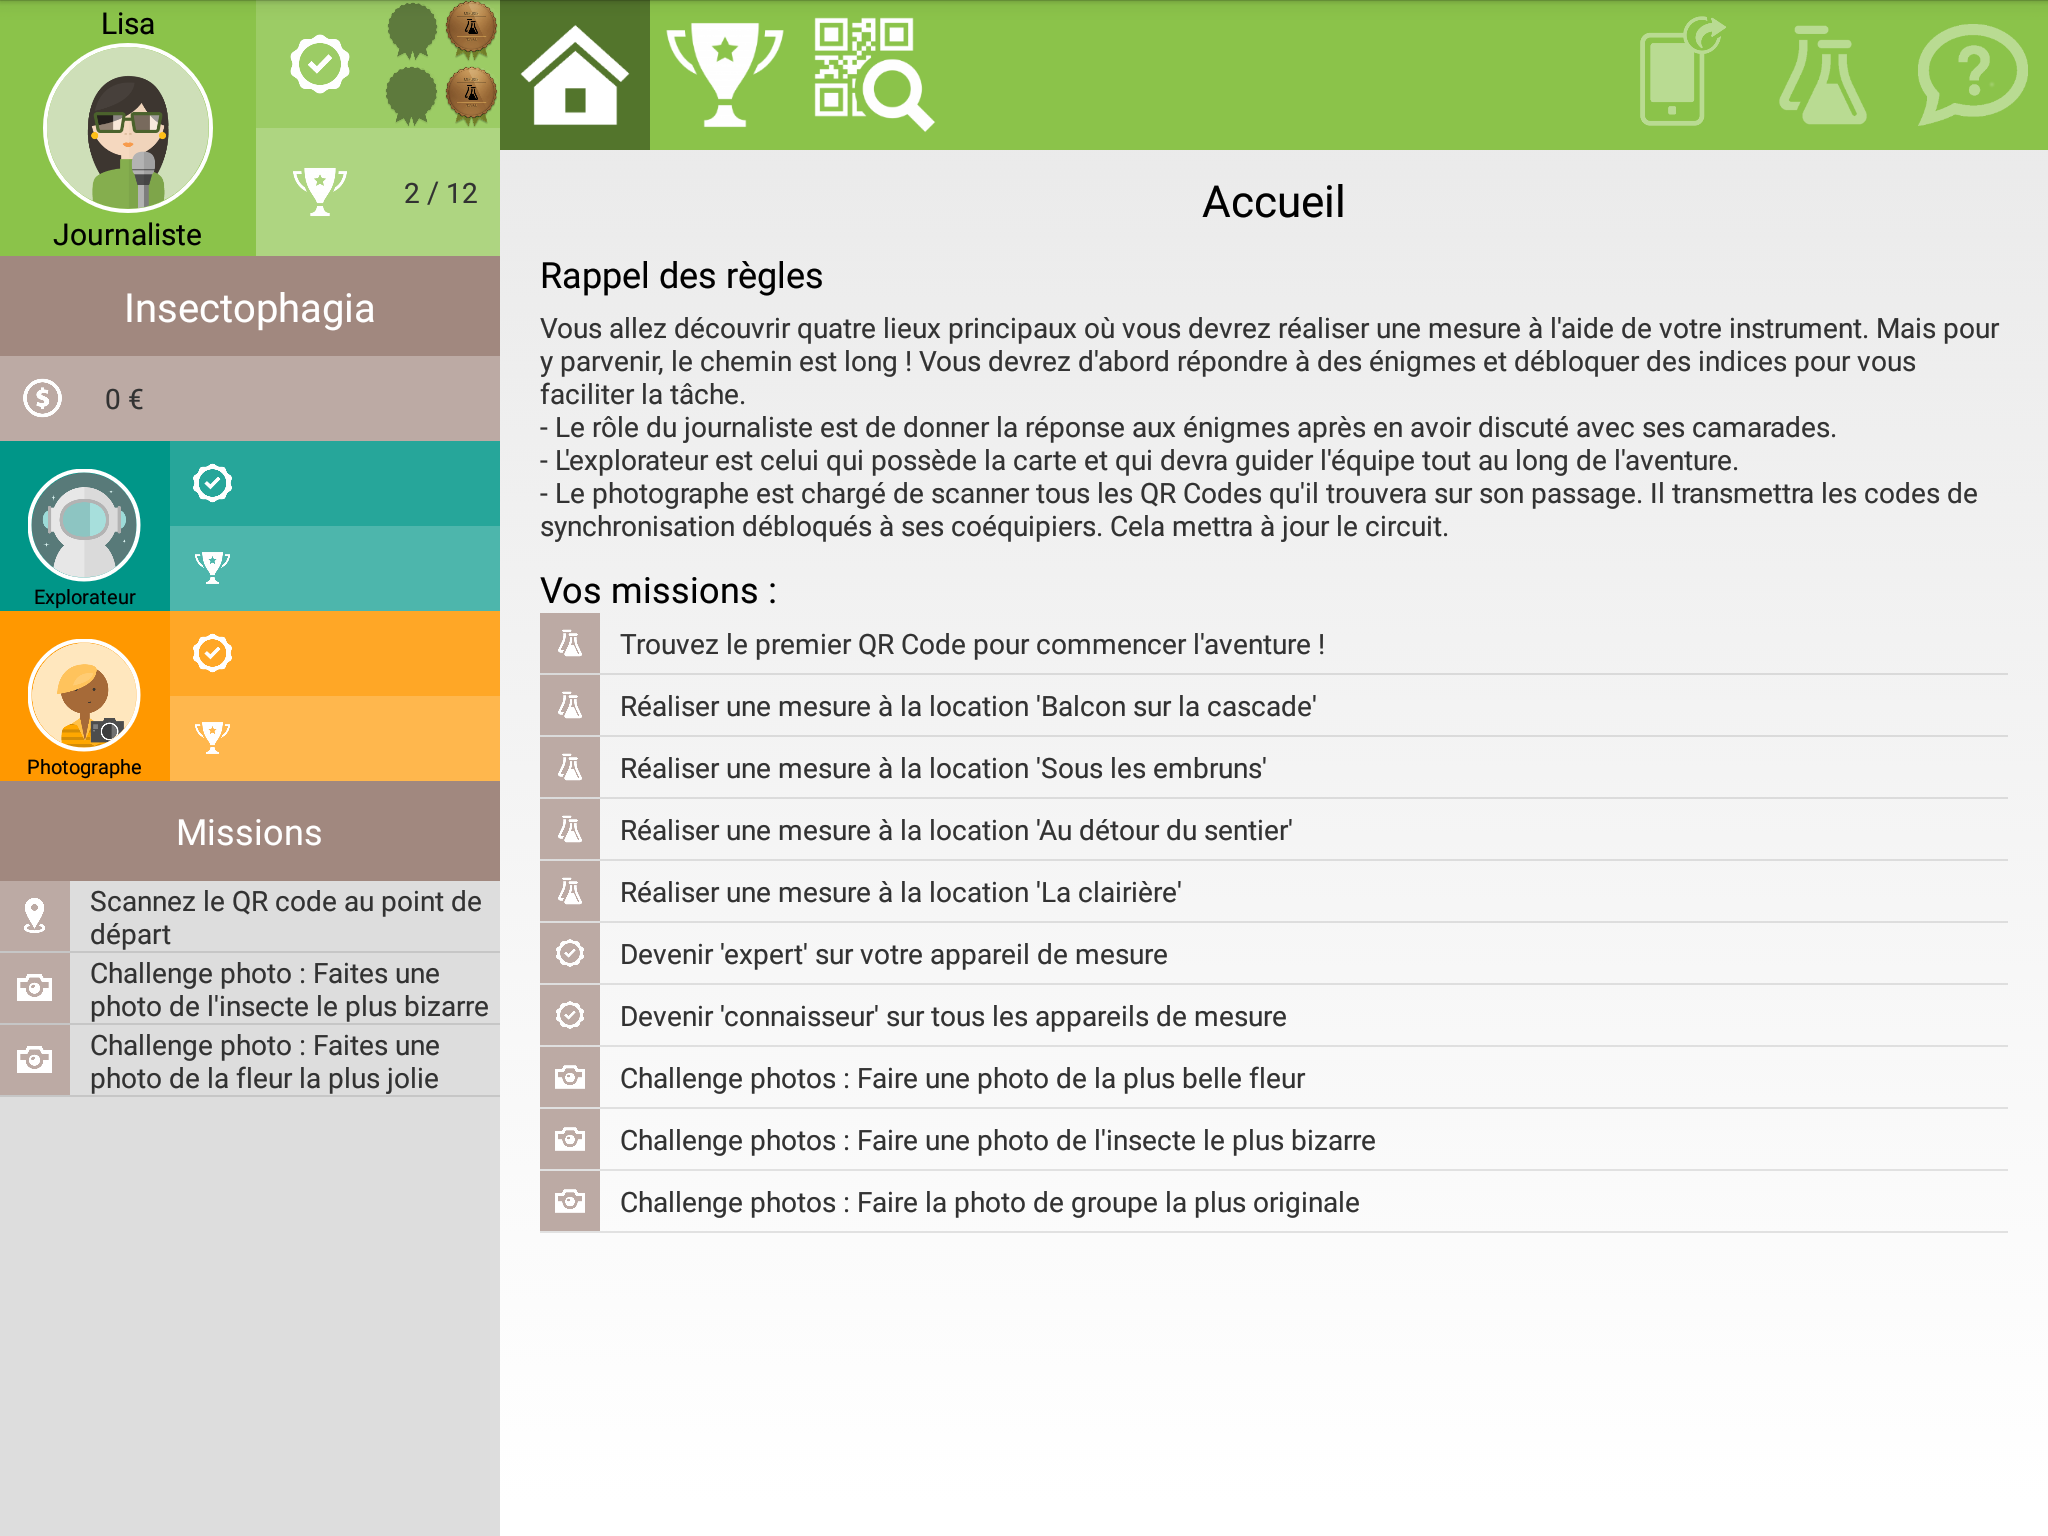 Lisa
Journaliste
2 / 12
Insectophagia
0 €
Explorateur
Photographe
Missions
Scannez le QR code au point de
départ
Challenge photo : Faites une
photo de l'insecte le plus bizarre
Challenge photo : Faites une
photo de la fleur la plus jolie
Accueil
Rappel des règles
Vous allez découvrir quatre lieux principaux où vous devrez réaliser une mesure à l'aide de votre instrument. Mais pour
y parvenir, le chemin est long ! Vous devrez d'abord répondre à des énigmes et débloquer des indices pour vous
faciliter la tâche.
- Le rôle du journaliste est de donner la réponse aux énigmes après en avoir discuté avec ses camarades.
- L'explorateur est celui qui possède la carte et qui devra guider l'équipe tout au long de l'aventure.
- Le photographe est chargé de scanner tous les QR Codes qu'il trouvera sur son passage. Il transmettra les codes de
synchronisation débloqués à ses coéquipiers. Cela mettra à jour le circuit.
Vos missions :
Trouvez le premier QR Code pour commencer l'aventure !
Réaliser une mesure à la location 'Balcon sur la cascade'
Réaliser une mesure à la location 'Sous les embruns'
Réaliser une mesure à la location 'Au détour du sentier'
Réaliser une mesure à la location 'La clairière'
Devenir 'expert' sur votre appareil de mesure
Devenir 'connaisseur' sur tous les appareils de mesure
Challenge photos : Faire une photo de la plus belle fleur
Challenge photos : Faire une photo de l'insecte le plus bizarre
Challenge photos : Faire la photo de groupe la plus originale